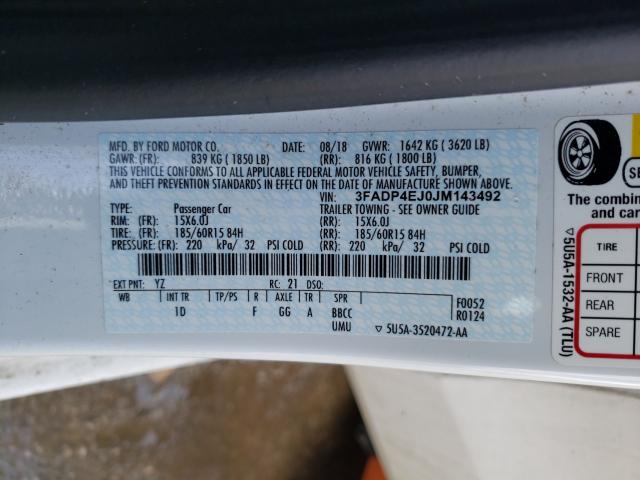 MFD. BY FORD MOTOR CO. DATE: 08/18 GVWR: 1642 KG ( 3620 LB)
GAWR: (FR): 839 KG ( 1850 LB) (RR): 816 KG ( 1800 LB)
THIS VEHICLE CONFORMS TO ALL APPLICABLE FEDERAL MOTOR VEHICLE SAFETY, BUMPER,
AND THEFT PREVENTION STANDARDS IN EFFECT ON THE DATE OF MANUFACTURE SHOWN ABOVE.
VIN: 3FADP4EJ0JM143492
TYPE: Passenger Car TRAILER TOWING - SEE OWNER GUIDE
RIM: (FR): 15X6.0J (RR): 15X6.0J
TIRE: (FR): 185/60R15 84H (RR): 185/60R15 84H
PRESSURE: (FR): 220 kPa/ 32 PSI COLD (RR): 220 kPa/ 32 PSI COLD
EXT PNT: YZ RC: 21 DSO:
WB INT TR TP/PS R AXLE TR SPR F0052
1D F GG A BBCC R0124
UMU ▽5U5A-3520472-AA
The combin
and car
▽5U5A-1532-AA (TLU)
TIRE
FRONT
REAR
SPARE